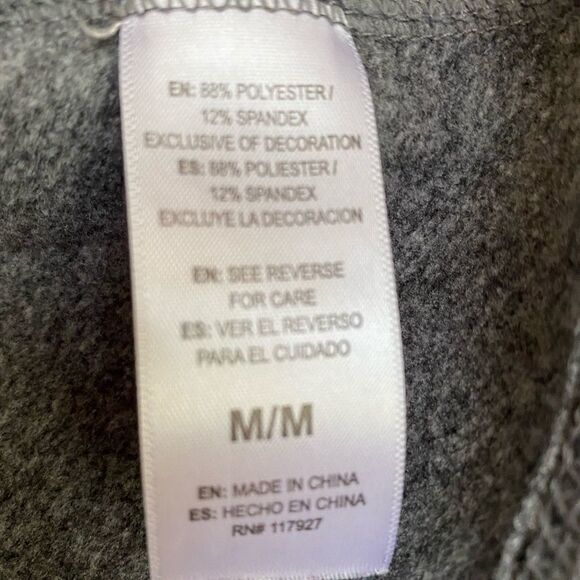 EN: 88% POLYESTER /
12% SPANDEX
EXCLUSIVE OF DECORATION
ES: 88% POLIESTER /
12% SPANDEX
EXCLUYE LA DECORACION
EN: SEE REVERSE
FOR CARE
ES: VER EL REVERSO
PARA EL CUIDADO
M/M
EN: MADE IN CHINA
ES: HECHO EN CHINA
RN# 117927